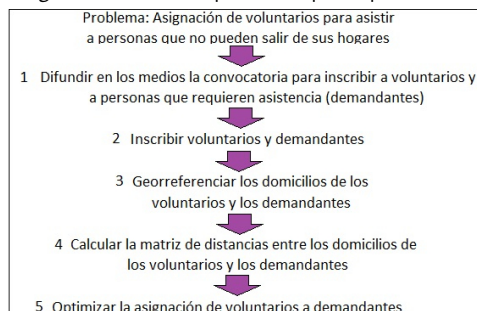 Problema: Asignación de voluntarios para asistir
a personas que no pueden salir de sus hogares
1 Difundir en los medios la convocatoria para inscribir a voluntarios y
a personas que requieren asistencia (demandantes)
2 Inscribir voluntarios y demandantes
3 Georreferenciar los domicilios de los
voluntarios y los demandantes
4 Calcular la matriz de distancias entre los domicilios de
los voluntarios y los demandantes
5 Optimizar la asignación de voluntarios a demandantes